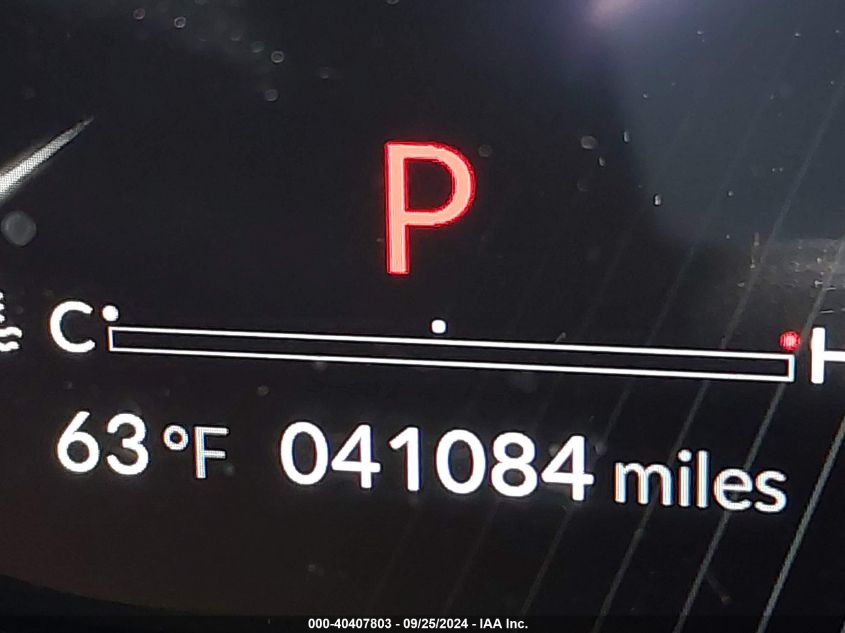 P
C H
63 °F 041084 miles
000-40407803 - 09/25/2024 - IAA Inc.